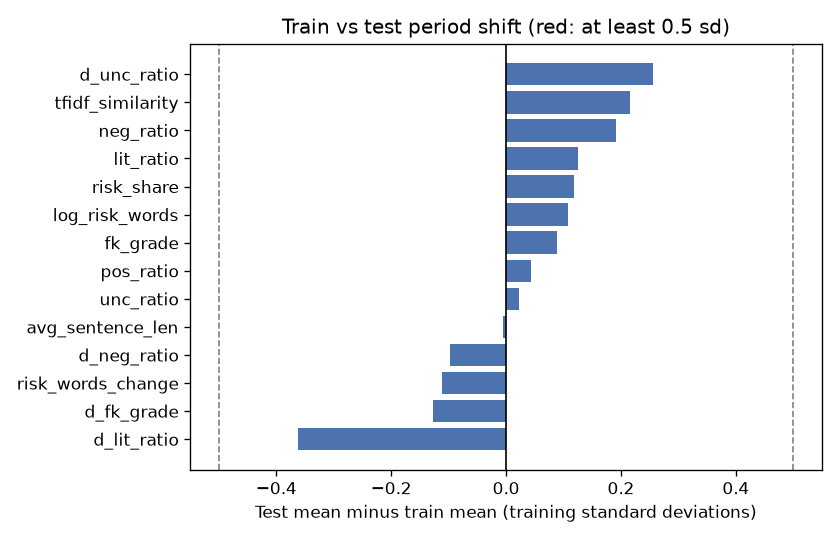 Train vs test period shift (red: at least 0.5 sd)
d_unc_ratio
tfidf_similarity
neg_ratio
lit_ratio
risk_share
log_risk_words
fk_grade
pos_ratio
unc_ratio
avg_sentence_len
d_neg_ratio
risk_words_change
d_fk_grade
d_lit_ratio
−0.4 −0.2 0.0 0.2 0.4
Test mean minus train mean (training standard deviations)